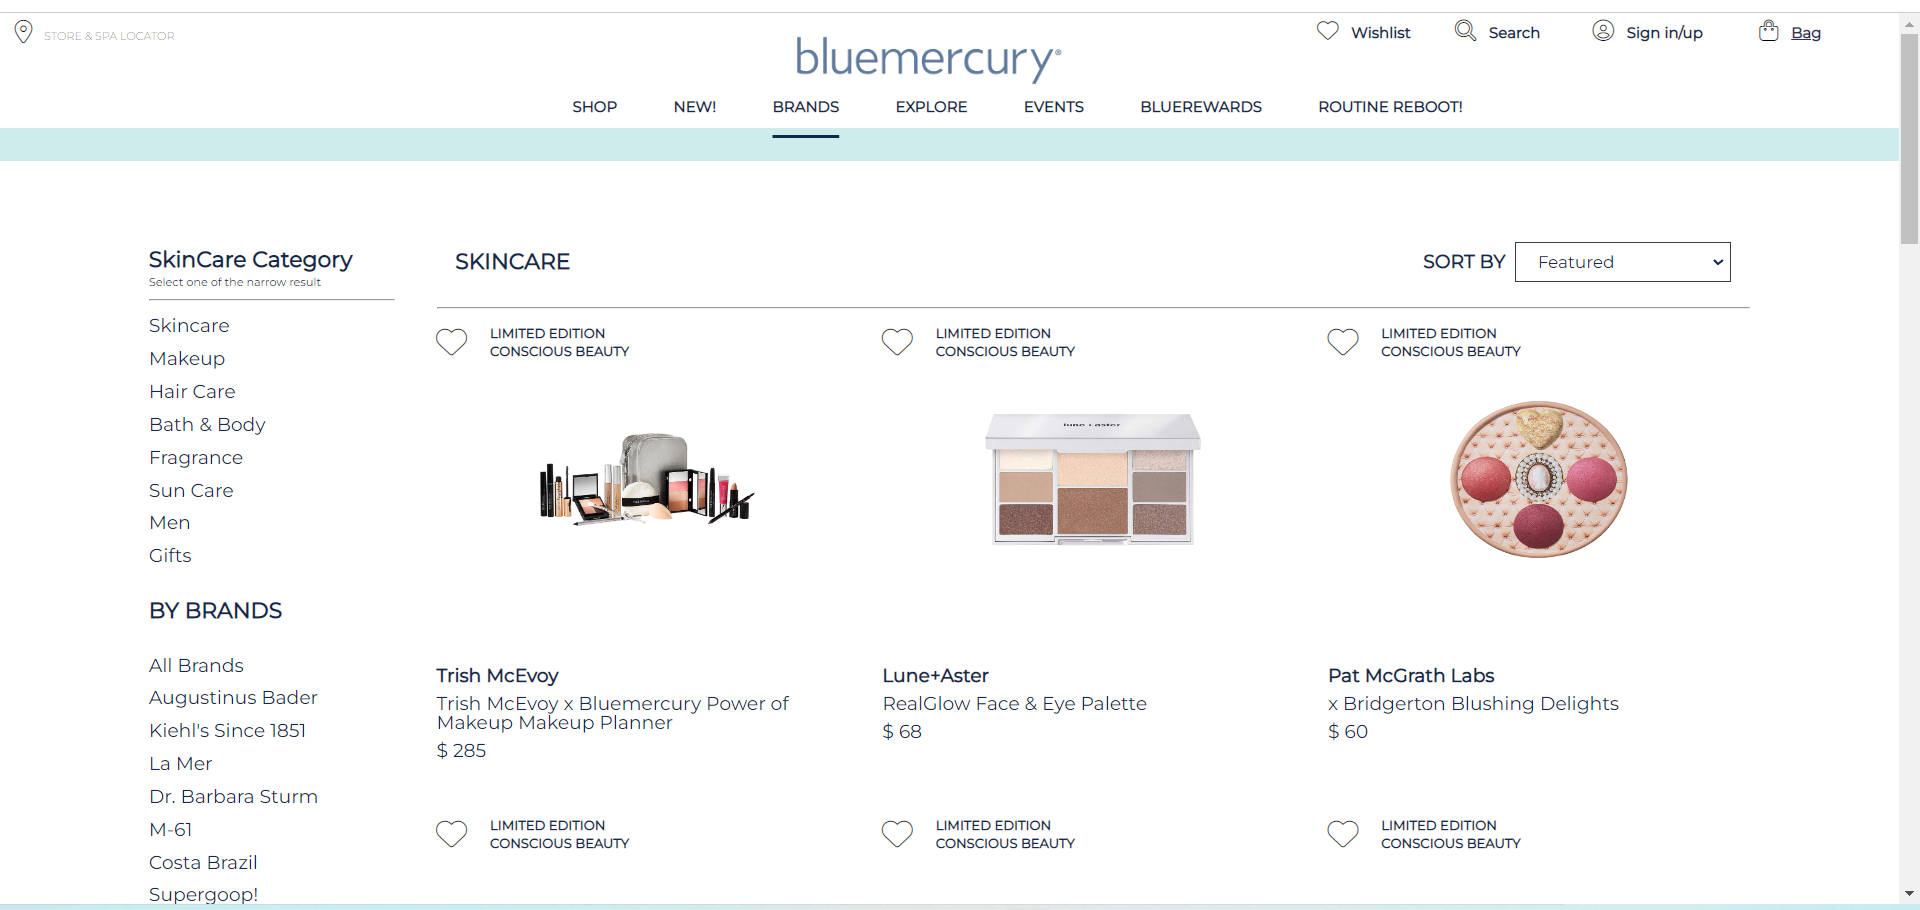 STORE & SPA LOCATOR
bluemercury®
Wishlist
Search
Sign in/up
Bag
SHOP
NEW!
BRANDS
EXPLORE
EVENTS
BLUEREWARDS
ROUTINE REBOOT!
SkinCare Category
Select one of the narrow result
Skincare
Makeup
Hair Care
Bath & Body
Fragrance
Sun Care
Men
Gifts
BY BRANDS
All Brands
Augustinus Bader
Kiehl's Since 1851
La Mer
Dr. Barbara Sturm
M-61
Costa Brazil
Supergoop!
SKINCARE
SORT BY
Featured
LIMITED EDITION
CONSCIOUS BEAUTY
Trish McEvoy
Trish McEvoy x Bluemercury Power of
Makeup Makeup Planner
$ 285
LIMITED EDITION
CONSCIOUS BEAUTY
lune+aster
Lune+Aster
RealGlow Face & Eye Palette
$ 68
LIMITED EDITION
CONSCIOUS BEAUTY
Pat McGrath Labs
x Bridgerton Blushing Delights
$ 60
LIMITED EDITION
CONSCIOUS BEAUTY
LIMITED EDITION
CONSCIOUS BEAUTY
LIMITED EDITION
CONSCIOUS BEAUTY